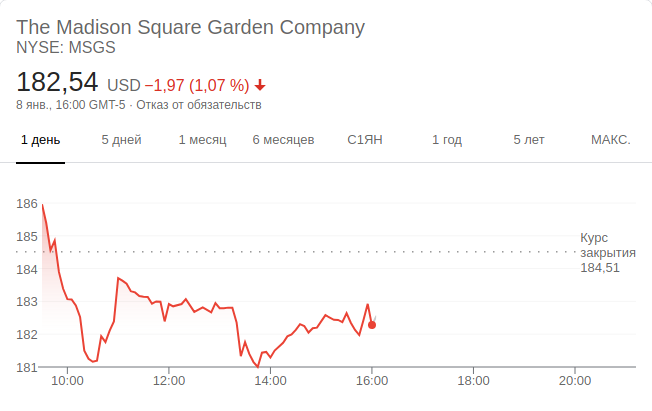 The Madison Square Garden Company
NYSE: MSGS
182,54 USD −1,97 (1,07 %)
8 янв., 16:00 GMT-5 · Отказ от обязательств
1 день 5 дней 1 месяц 6 месяцев С1ЯН 1 год 5 лет МАКС.
186
185
184
183
182
181
Курс
закрытия
184,51
10:00 12:00 14:00 16:00 18:00 20:00